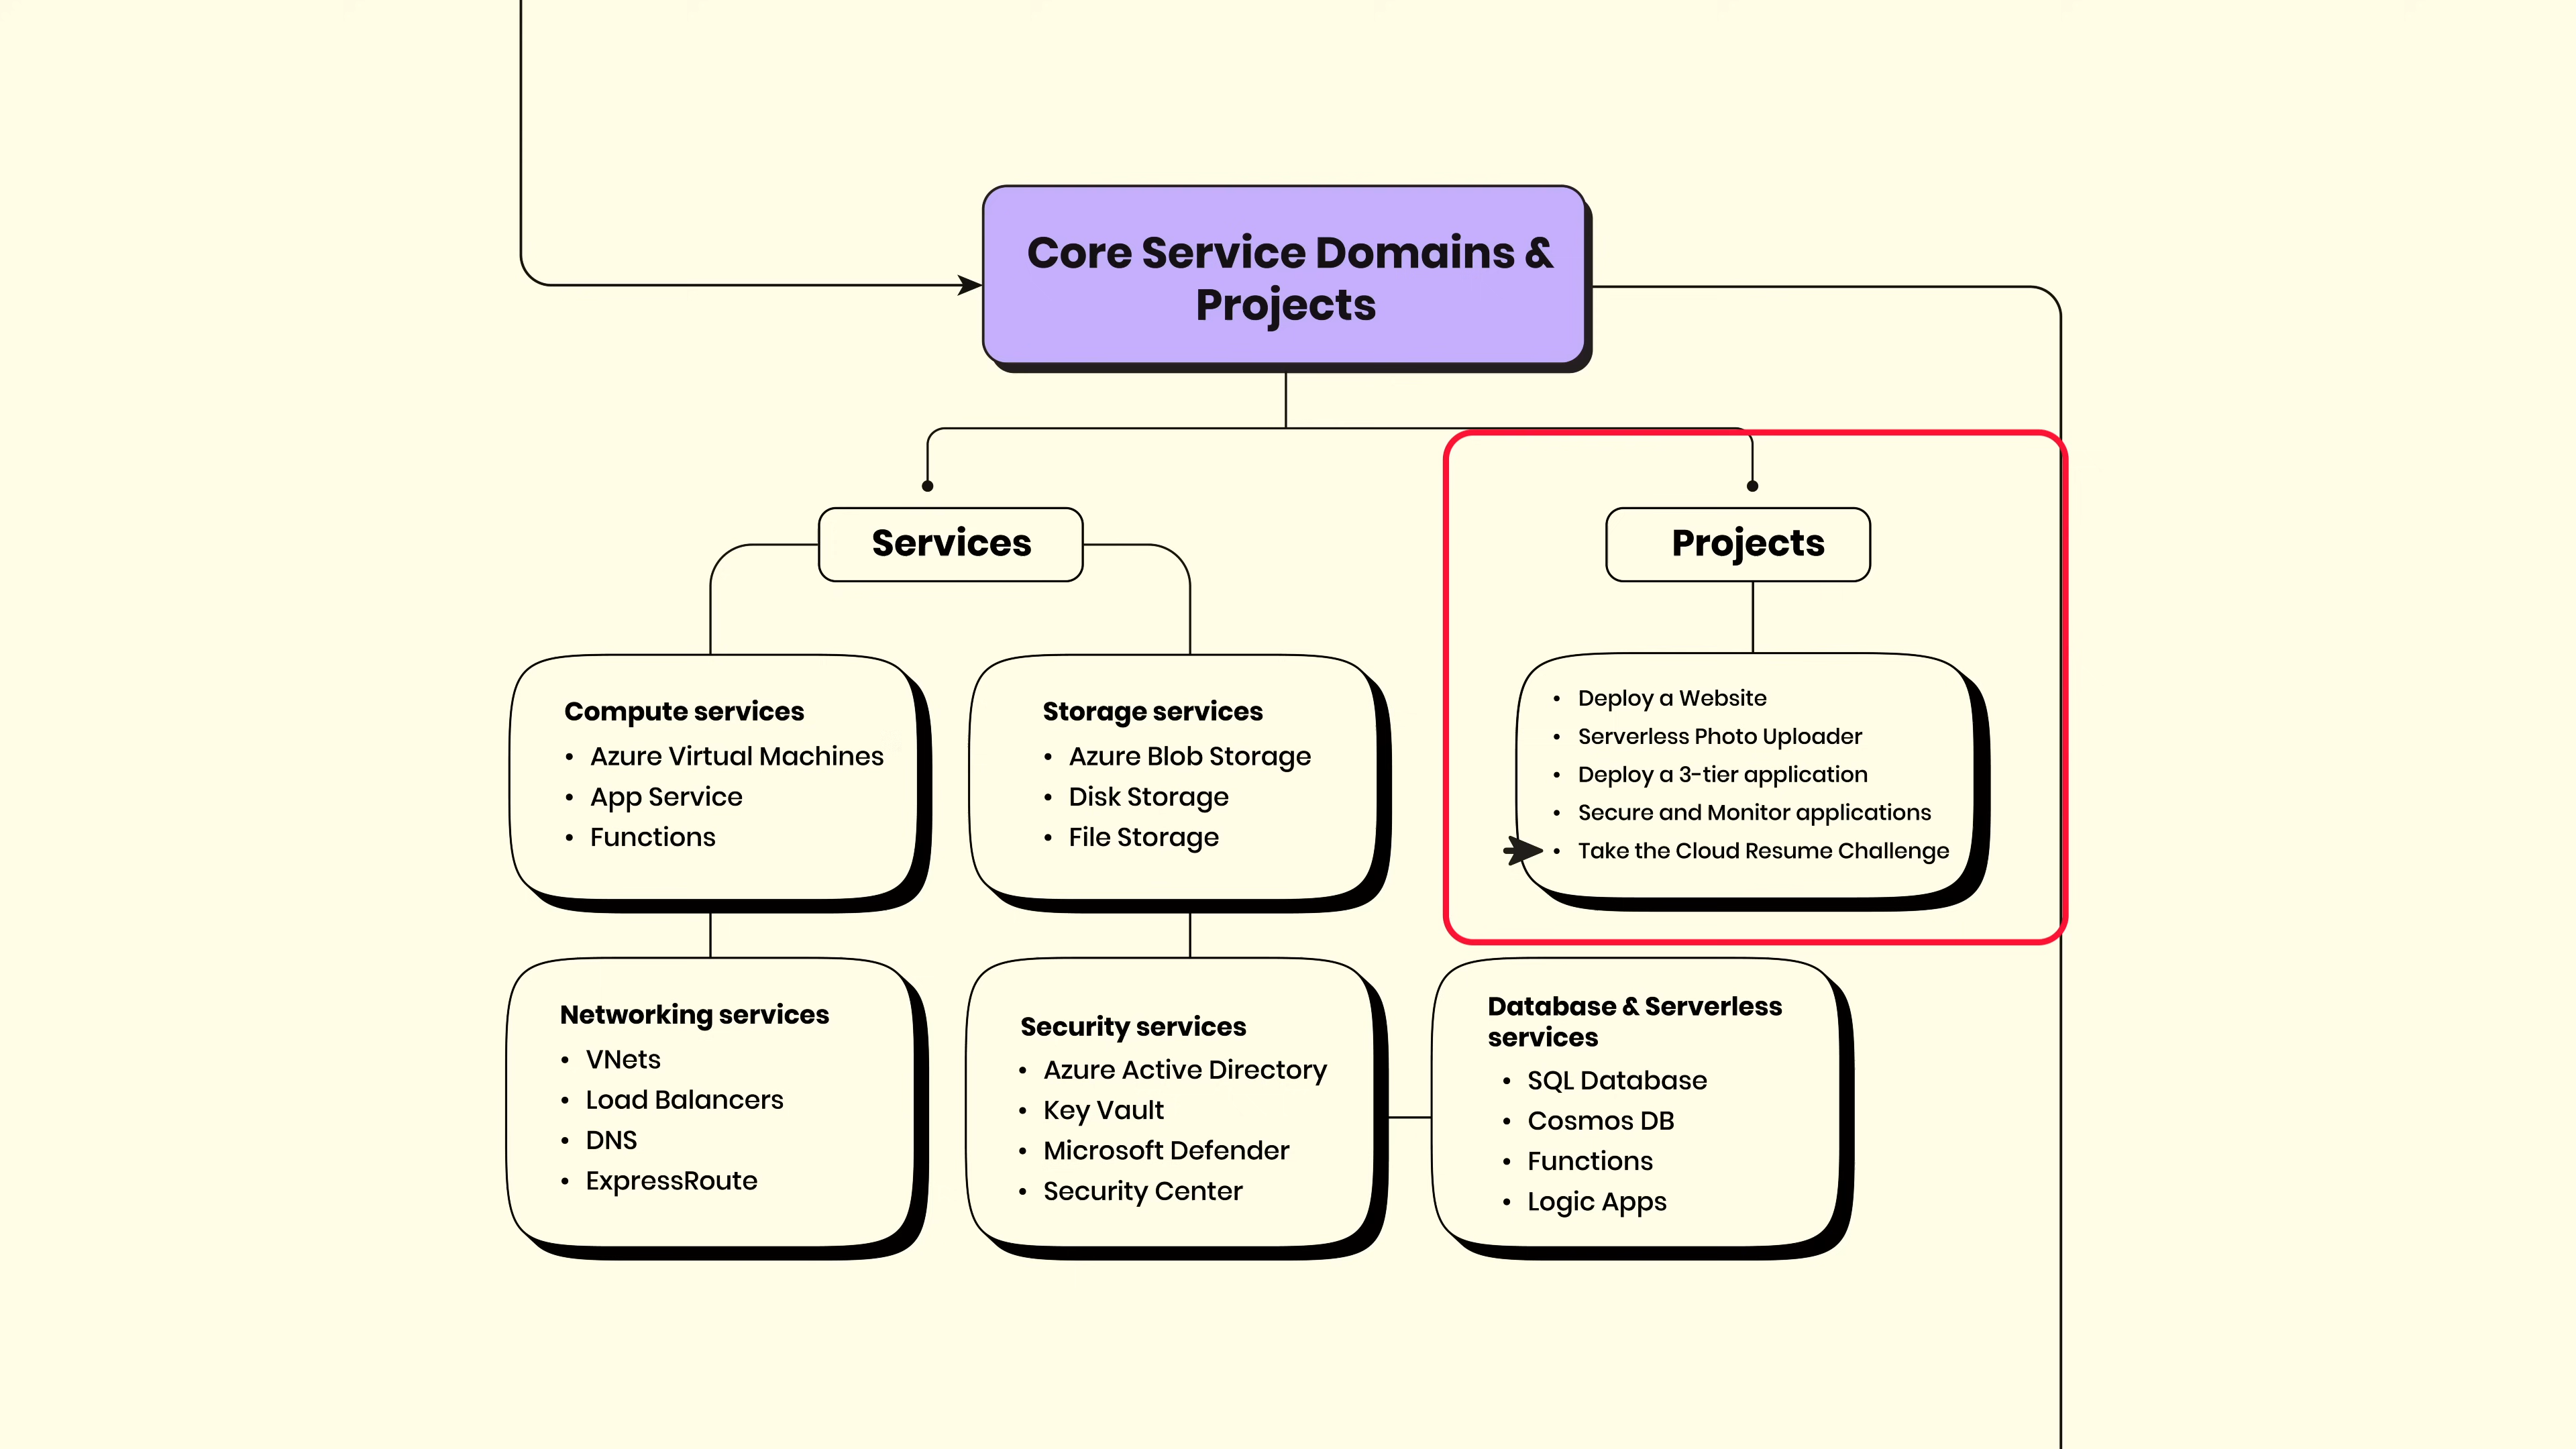 Core Service Domains &
Projects
Services
Projects
Compute services
• Azure Virtual Machines
• App Service
• Functions
Storage services
• Azure Blob Storage
• Disk Storage
• File Storage
• Deploy a Website
• Serverless Photo Uploader
• Deploy a 3-tier application
• Secure and Monitor applications
• Take the Cloud Resume Challenge
Networking services
• VNets
• Load Balancers
• DNS
• ExpressRoute
Security services
• Azure Active Directory
• Key Vault
• Microsoft Defender
• Security Center
Database & Serverless
services
• SQL Database
• Cosmos DB
• Functions
• Logic Apps